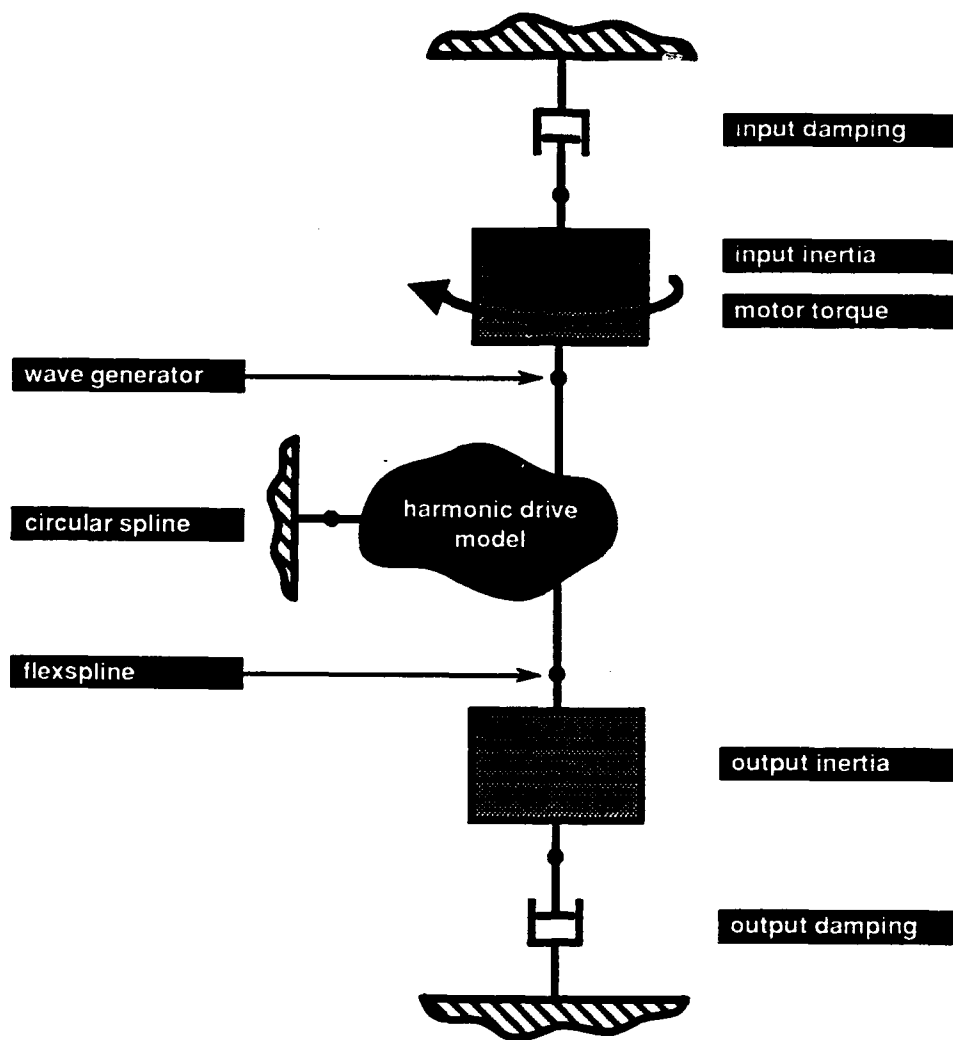 input damping
input inertia
motor torque
wave generator
harmonic drive
model
circular spline
flexspline
output inertia
output damping